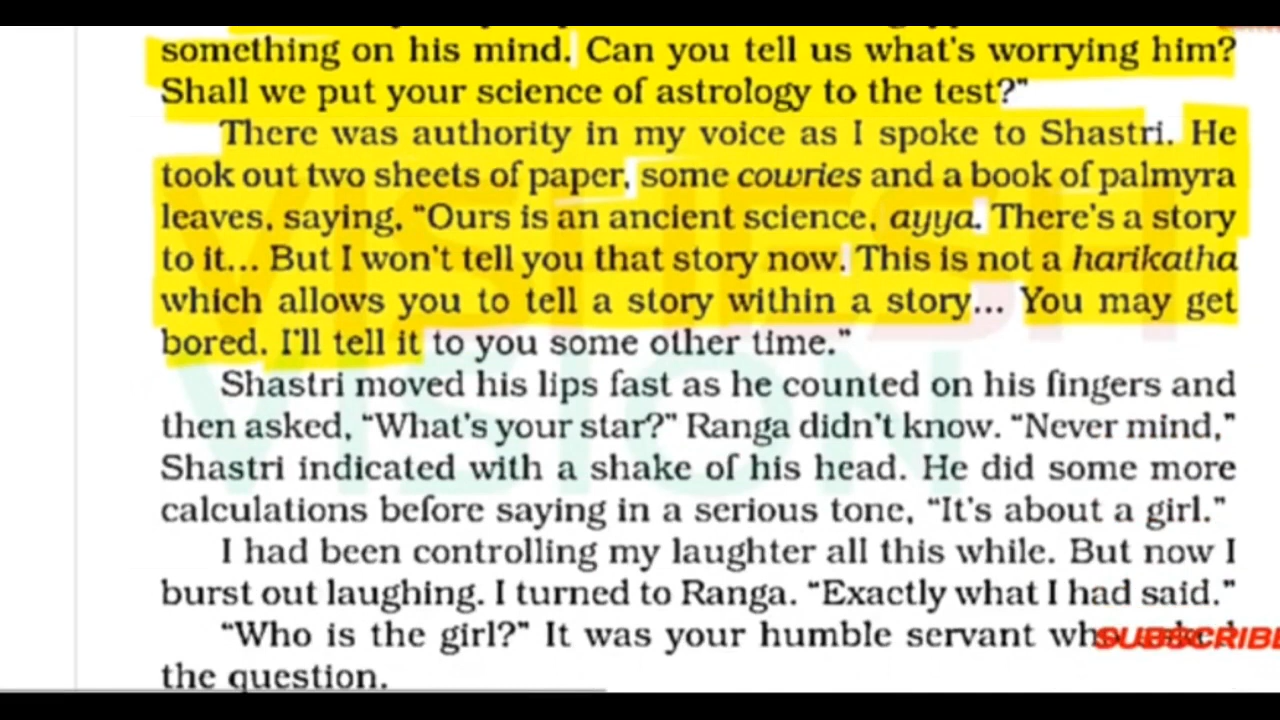 something on his mind. Can you tell us what's worrying him?
Shall we put your science of astrology to the test?"
There was authority in my voice as I spoke to Shastri. He
took out two sheets of paper, some cowries and a book of palmyra
leaves, saying, "Ours is an ancient science, ayya. There's a story
to it... But I won't tell you that story now. This is not a harikatha
which allows you to tell a story within a story... You may get
bored. I'll tell it to you some other time."
Shastri moved his lips fast as he counted on his fingers and
then asked, "What's your star?" Ranga didn't know. "Never mind,"
Shastri indicated with a shake of his head. He did some more
calculations before saying in a serious tone, "It's about a girl."
I had been controlling my laughter all this while. But now I
burst out laughing. I turned to Ranga. "Exactly what I had said."
"Who is the girl?" It was your humble servant who asked
the question.
SUBSCRIBE
VISHESH
VISION